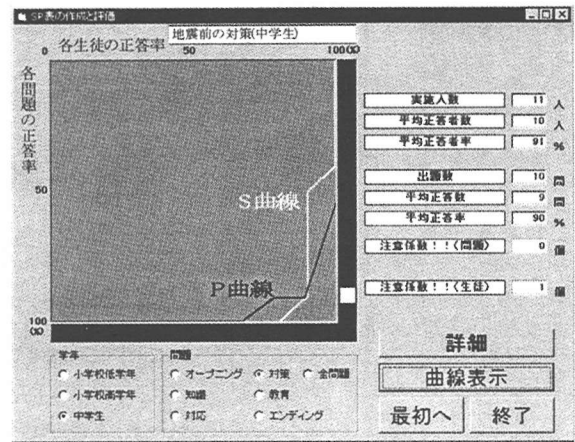 SP表の作成と評価
地震前の対策(中学生)
各生徒の正答率
0
50
100(%)
各問題の正答率
50
100
(%)
S曲線
P曲線
実施人数 11 人
平均正答者数 10 人
平均正答者率 91 %
出題数 10 問
平均正答数 9 問
平均正答率 90 %
注意係数!!(問題) 0 個
注意係数!!(生徒) 1 個
学年
小学校低学年
小学校高学年
中学生
問題
オープニング
対策
全問題
知識
教育
対応
エンディング
詳細
曲線表示
最初へ
終了